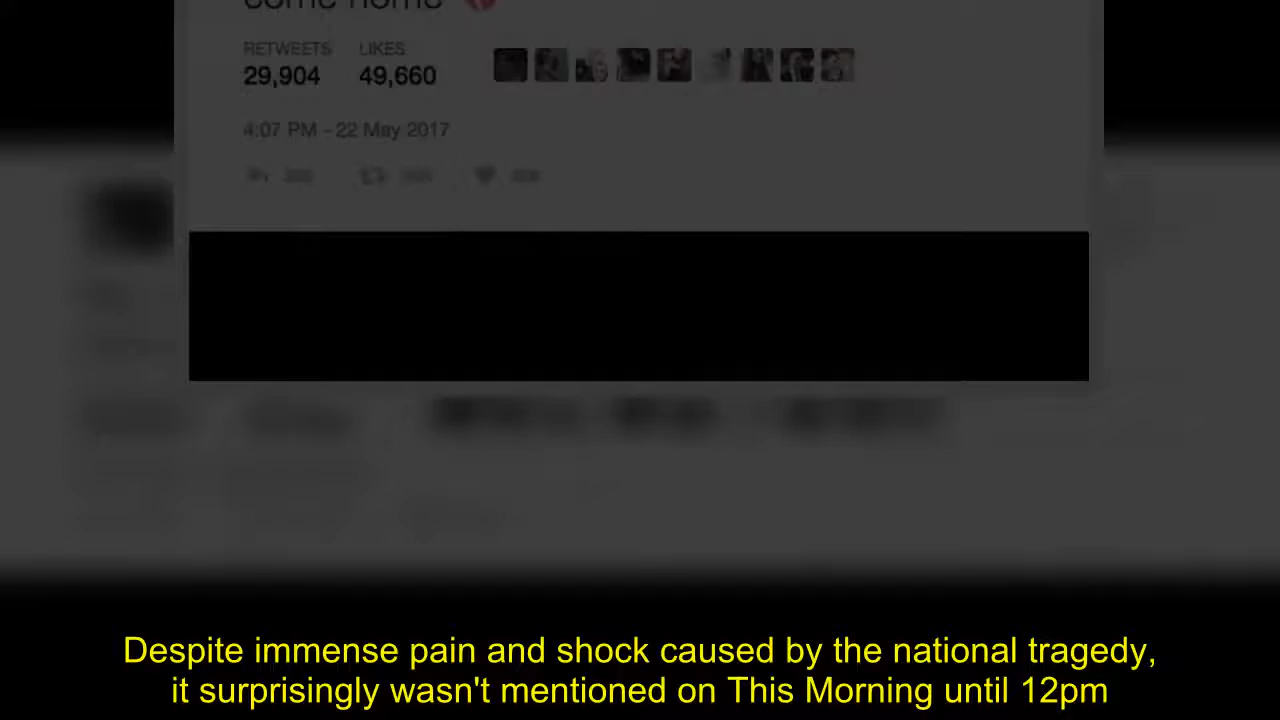 come home
RETWEETS LIKES
29,904 49,660
4:07 PM - 22 May 2017
Despite immense pain and shock caused by the national tragedy,
it surprisingly wasn't mentioned on This Morning until 12pm